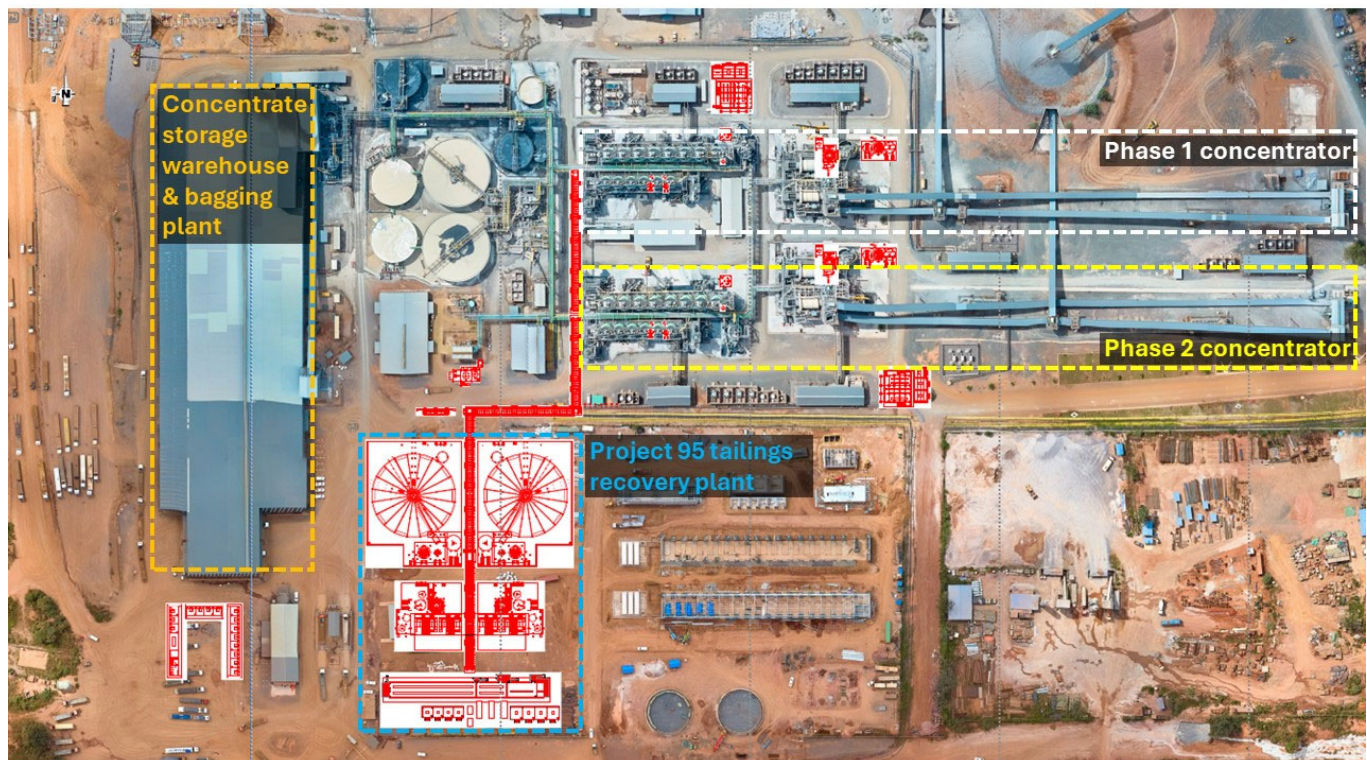 N
Concentrate
storage
warehouse
& bagging
plant
Phase 1 concentrator
Phase 2 concentrator
Project 95 tailings
recovery plant